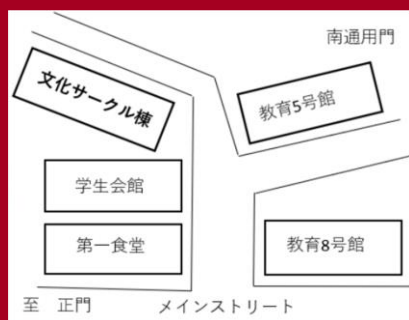 南通用門
文化サークル棟
教育5号館
学生会館
第一食堂
教育8号館
至　正門
メインストリート